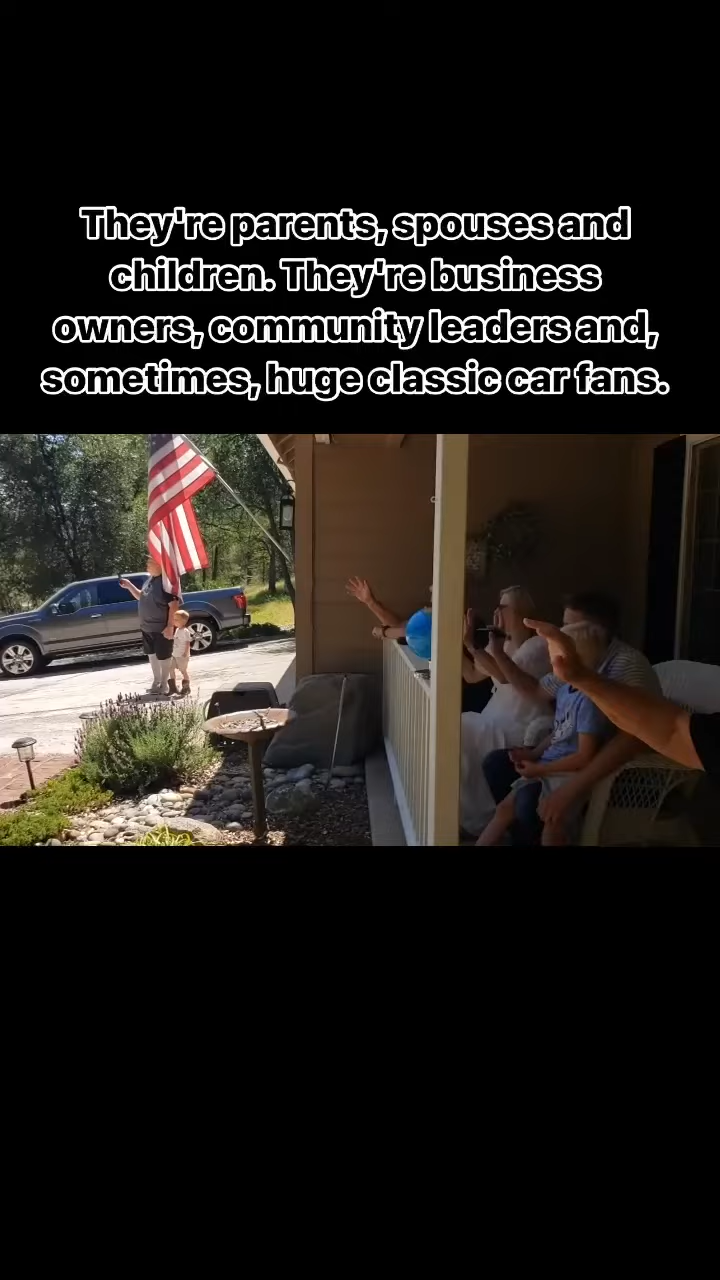 They're parents, spouses and
children. They're business
owners, community leaders and,
sometimes, huge classic car fans.